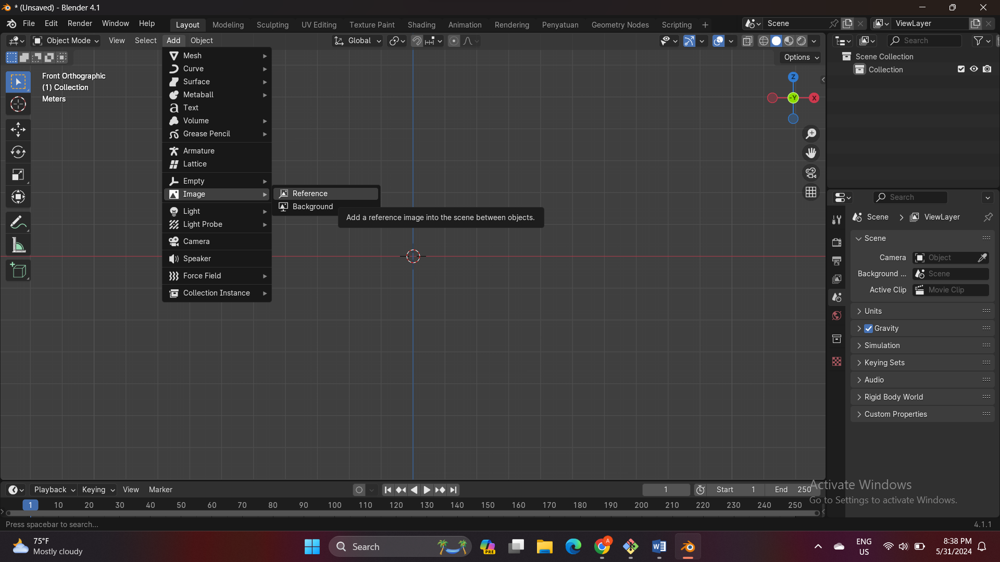 * (Unsaved) - Blender 4.1
File Edit Render Window Help
Layout Modeling Sculpting UV Editing Texture Paint Shading Animation Rendering Penyatuan Geometry Nodes Scripting +
Scene
ViewLayer
Object Mode View Select Add Object
Global
Search
Options
Front Orthographic
(1) Collection
Meters
Mesh
Curve
Surface
Metaball
Text
Volume
Grease Pencil
Armature
Lattice
Empty
Image
Light
Light Probe
Camera
Speaker
Force Field
Collection Instance
Reference
Background
Add a reference image into the scene between objects.
Z
-Y
X
Scene Collection
Collection
Search
Scene > ViewLayer
Scene
Camera Object
Background ... Scene
Active Clip Movie Clip
Units
Gravity
Simulation
Keying Sets
Audio
Rigid Body World
Custom Properties
Playback Keying View Marker
1
Start 1 End 250
1 10 20 30 40 50 60 70 80 90 100 110 120 130 140 150 160 170 180 190 200 210 220 230 240 250
Activate Windows
Go to Settings to activate Windows.
Press spacebar to search...
4.1.1
75°F
Mostly cloudy
Search
PRE
A
ENG
US
8:38 PM
5/31/2024